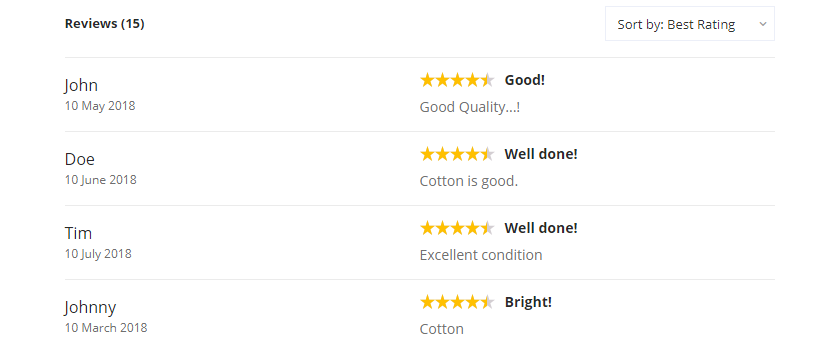 Reviews (15)
Sort by: Best Rating
John
10 May 2018
Good!
Good Quality...!
Doe
10 June 2018
Well done!
Cotton is good.
Tim
10 July 2018
Well done!
Excellent condition
Johnny
10 March 2018
Bright!
Cotton